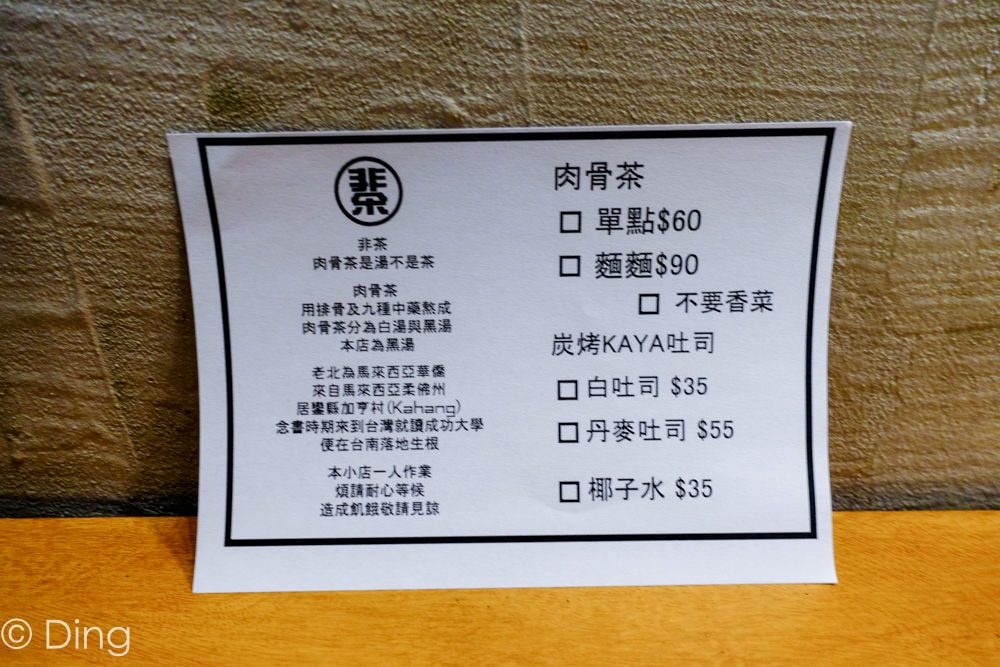 非茶
非茶
肉骨茶是湯不是茶
肉骨茶
用排骨及九種中藥熬成
肉骨茶分為白湯與黑湯
本店為黑湯
老北為馬來西亞華僑
來自馬來西亞柔佛州
居鑾縣加亨村(Kahang)
念書時期來到台灣就讀成功大學
便在台南落地生根
本小店一人作業
煩請耐心等候
造成飢餓敬請見諒
肉骨茶
單點$60
麵麵$90
不要香菜
炭烤KAYA吐司
白吐司 $35
丹麥吐司 $55
椰子水 $35
© Ding